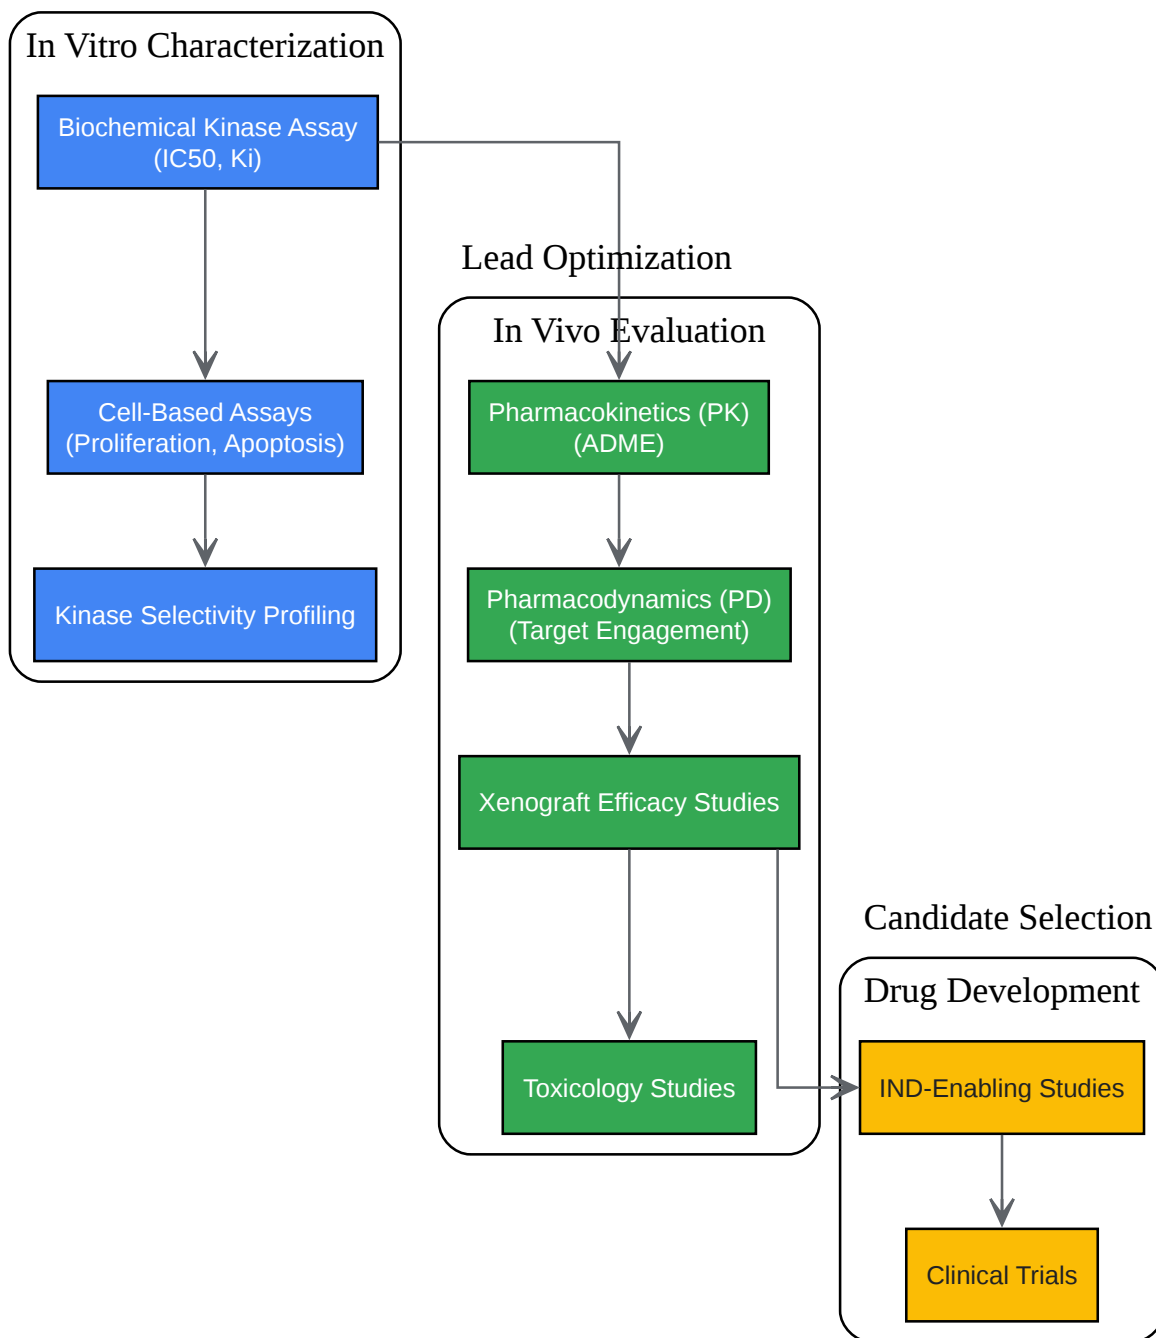 In Vitro Characterization
Biochemical Kinase Assay
(IC50, Ki)
Cell-Based Assays
(Proliferation, Apoptosis)
Kinase Selectivity Profiling
Lead Optimization
In Vivo Evaluation
Pharmacokinetics (PK)
(ADME)
Pharmacodynamics (PD)
(Target Engagement)
Xenograft Efficacy Studies
Toxicology Studies
Candidate Selection
Drug Development
IND-Enabling Studies
Clinical Trials